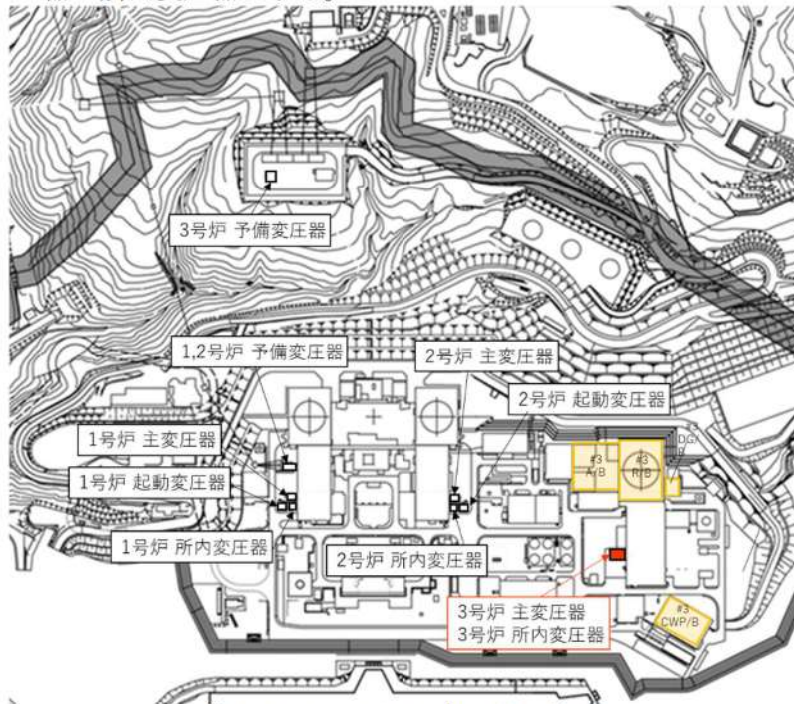 3号炉 予備変圧器
1,2号炉 予備変圧器
2号炉 主変圧器
2号炉 起動変圧器
1号炉 主変圧器
1号炉 起動変圧器
1号炉 所内変圧器
2号炉 所内変圧器
#3
A/B
#3
R/B
DG/
3号炉 主変圧器
3号炉 所内変圧器
#3
CWP/B